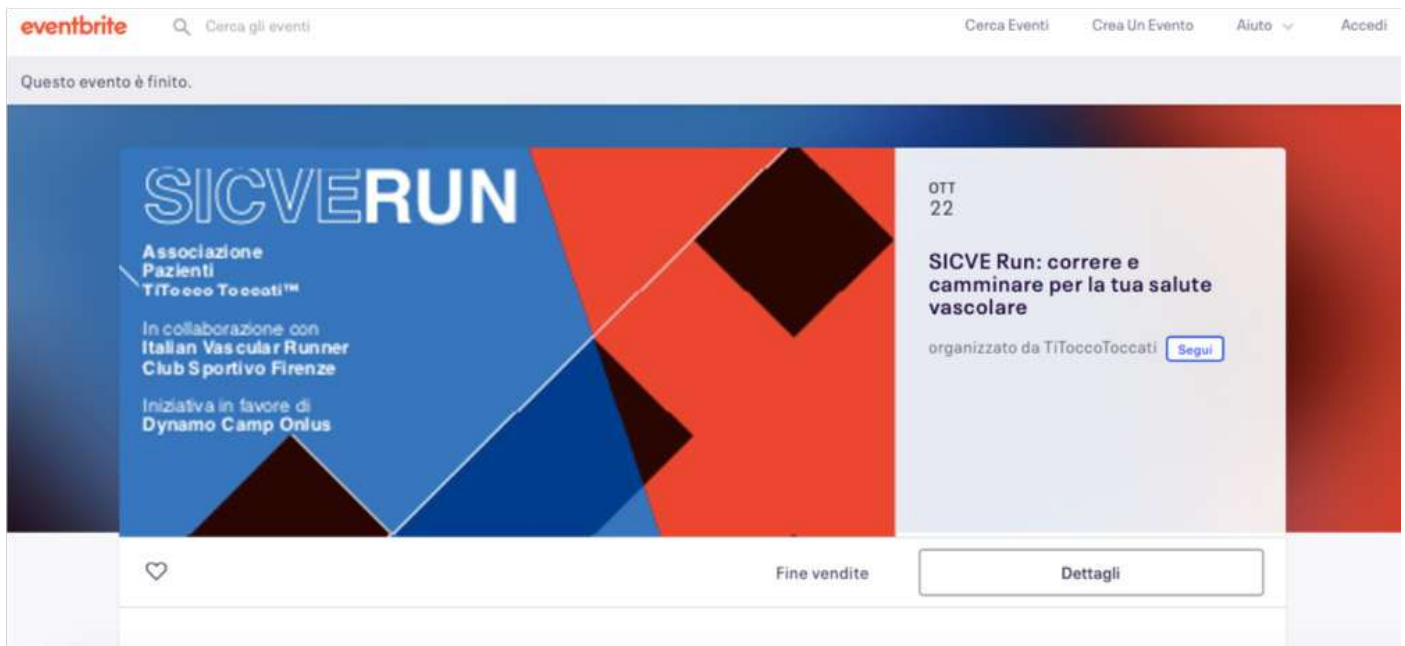 eventbrite
Cerca gli eventi
Cerca Eventi
Crea Un Evento
Aiuto
Accedi
Questo evento è finito.
SICVERUN
Associazione
Pazienti
TiTocco Toccati™
In collaborazione con
Italian Vascular Runner
Club Sportivo Firenze
Iniziativa in favore di
Dynamo Camp Onlus
OTT
22
SICVE Run: correre e
camminare per la tua salute
vascolare
organizzato da TiToccoToccati
Segui
Fine vendite
Dettagli